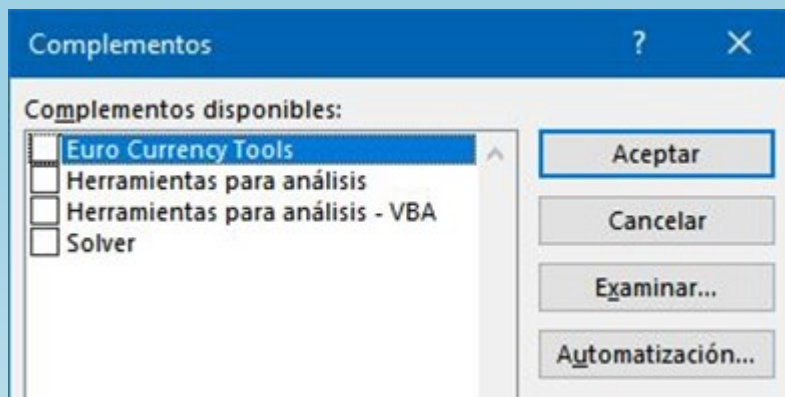 Complementos ? ×
Complementos disponibles:
Euro Currency Tools
Herramientas para análisis
Herramientas para análisis - VBA
Solver
Aceptar
Cancelar
Examinar...
Automatización...